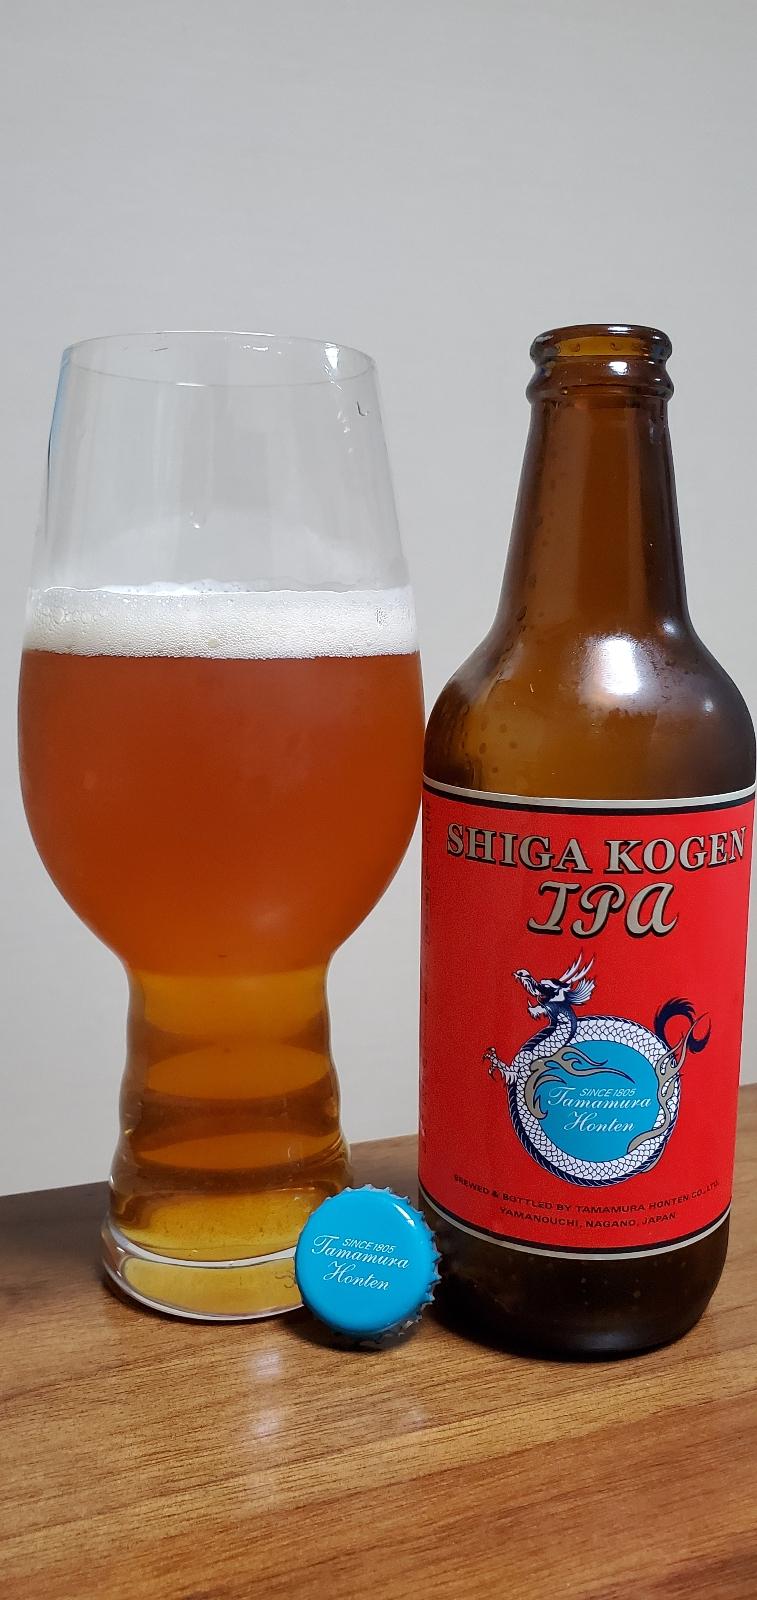 SHIGA KOGEN
IPA
SINCE 1805
Tamamura
Honten
BREWED & BOTTLED BY TAMAMURA HONTEN CO., LTD.
YAMANOUCHI, NAGANO, JAPAN
SINCE 1805
Tamamura
Honten